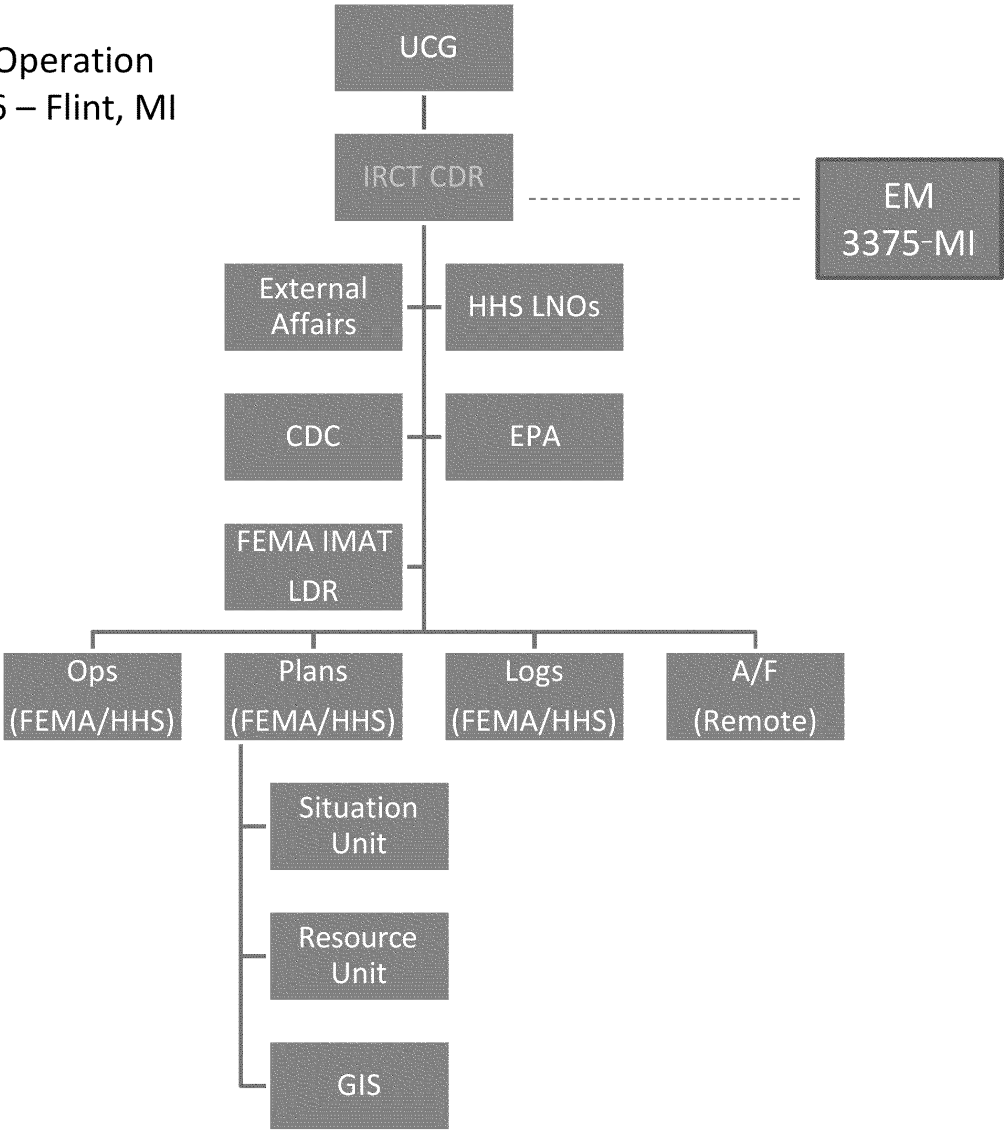 Operation
6 – Flint, MI
UCG
IRCT CDR
EM
3375-MI
External
Affairs
HHS LNOs
CDC
EPA
FEMA IMAT
LDR
Ops
(FEMA/HHS)
Plans
(FEMA/HHS)
Logs
(FEMA/HHS)
A/F
(Remote)
Situation
Unit
Resource
Unit
GIS